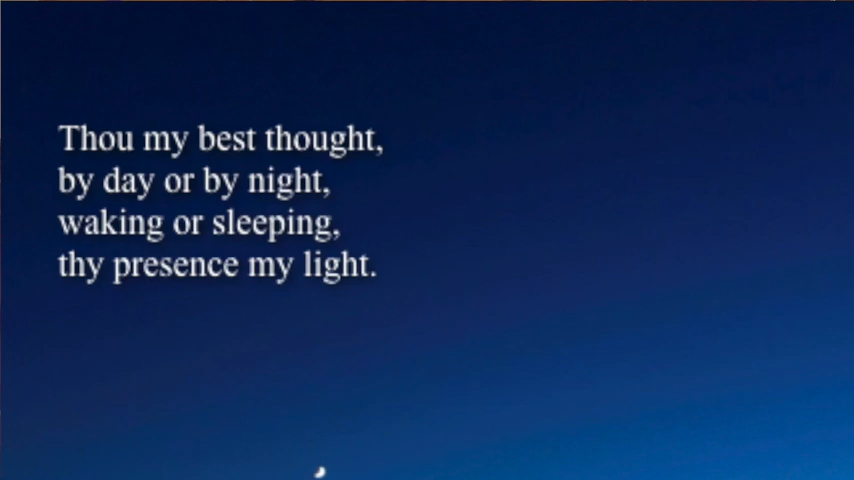 Thou my best thought,
by day or by night,
waking or sleeping,
thy presence my light.